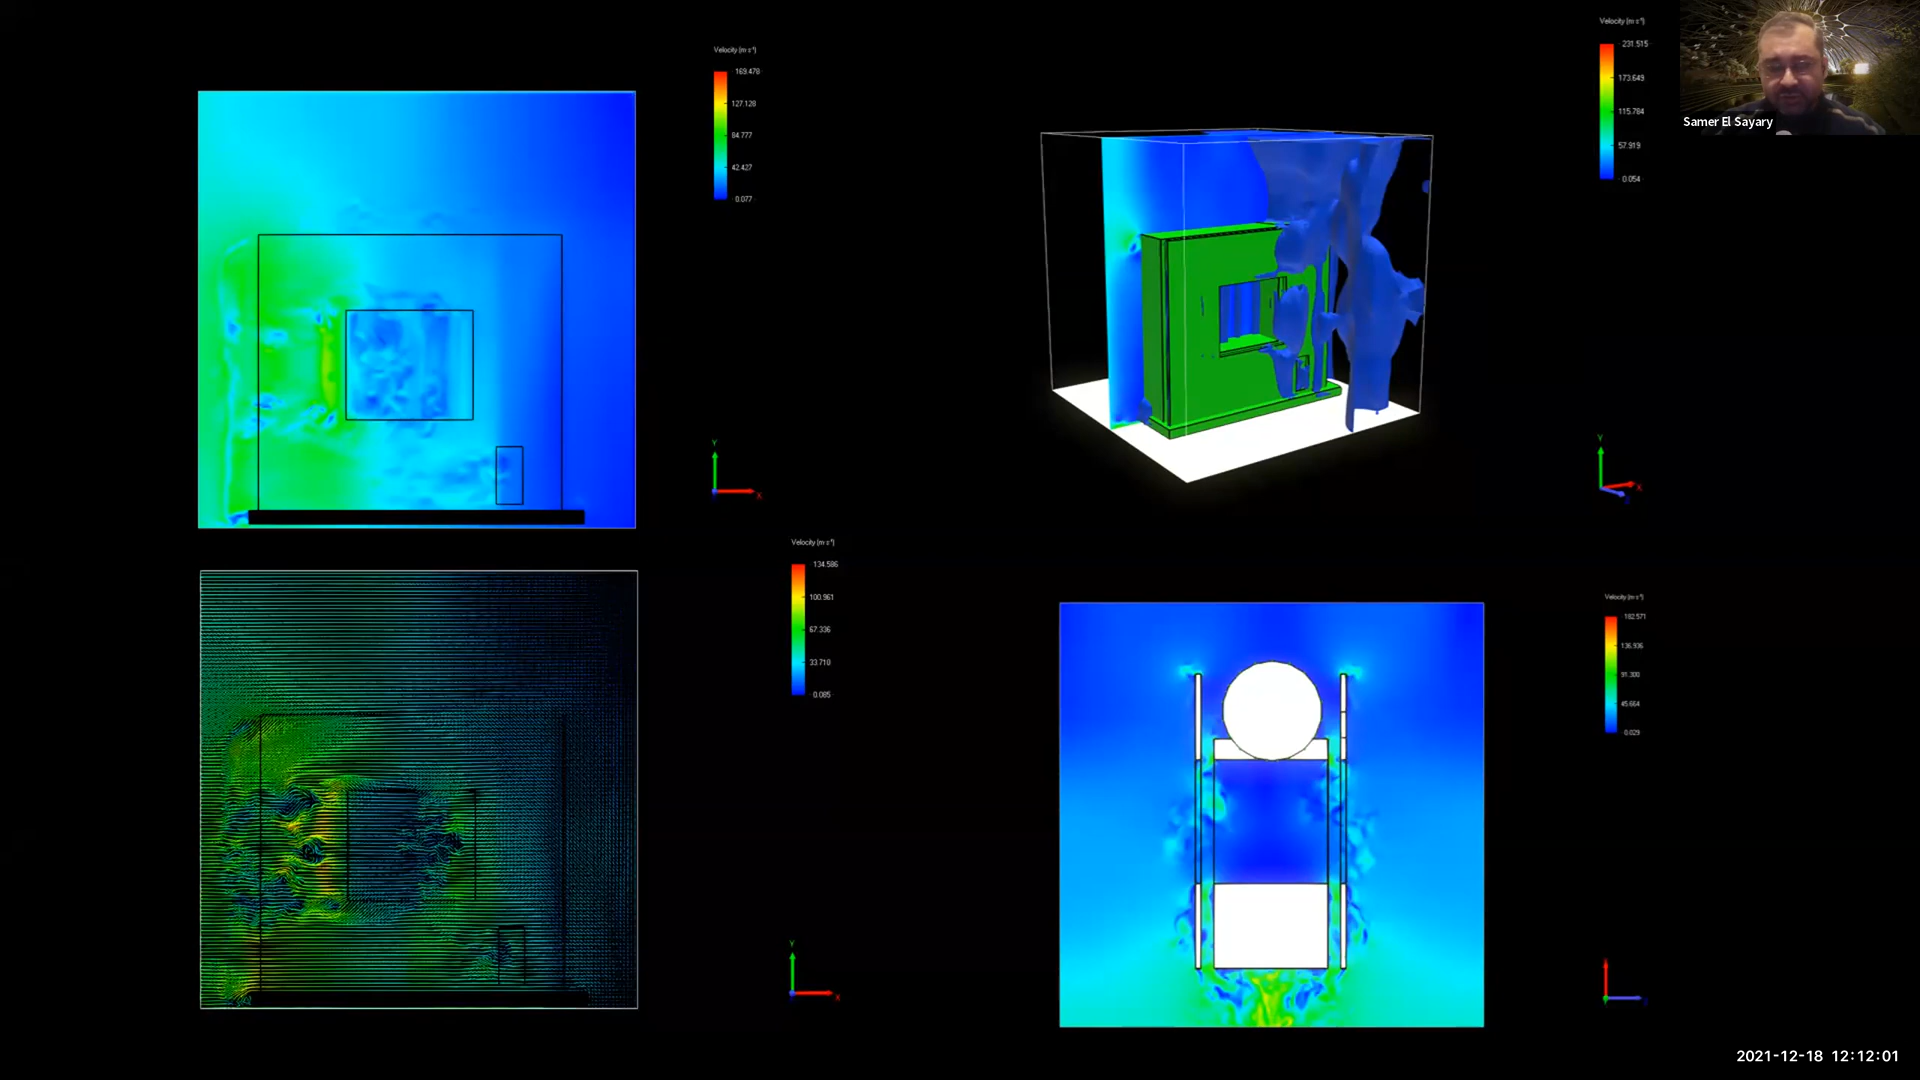 Velocity (m s⁻¹)
169.478
127.128
84.777
42.427
0.077
Y
X
Velocity (m s⁻¹)
231.515
173.649
115.784
57.919
0.054
Y
X
Samer El Sayary
Velocity (m s⁻¹)
134.586
100.961
67.336
33.710
0.085
Y
X
Velocity (m s⁻¹)
182.571
136.936
91.300
45.664
0.029
2021-12-18 12:12:01